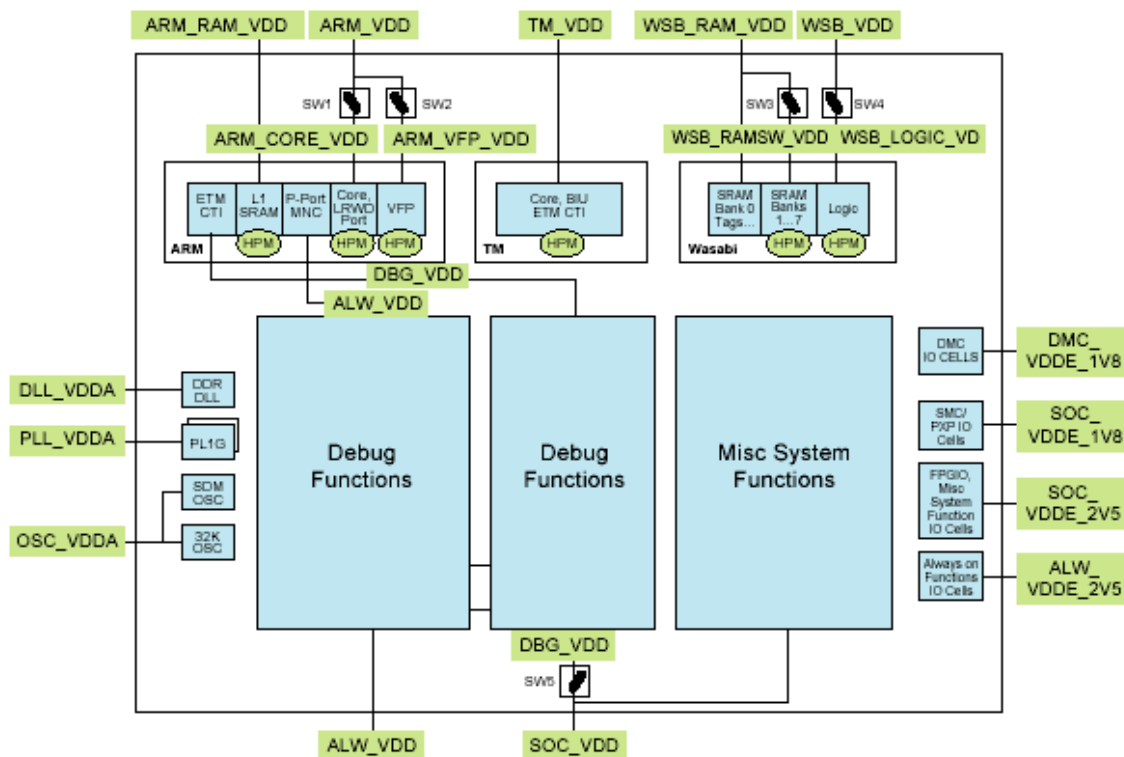 ARM_RAM_VDD
ARM_VDD
TM_VDD
WSB_RAM_VDD
WSB_VDD
SW1
SW2
SW3
SW4
ARM_CORE_VDD
ARM_VFP_VDD
WSB_RAMSW_VDD
WSB_LOGIC_VD
ETM
CTI
L1
SRAM
P-Port
MNC
Core,
LRWD
Port
VFP
HPM
HPM
HPM
ARM
Core, BIU
ETM CTI
HPM
TM
SRAM
Bank 0
Tags...
SRAM
Banks
1...7
Logic
HPM
HPM
Wasabi
DBG_VDD
ALW_VDD
DLL_VDDA
DDR
DLL
PLL_VDDA
PL1G
SDM
OSC
OSC_VDDA
32K
OSC
Debug
Functions
Debug
Functions
Misc System
Functions
DMC
IO CELLS
DMC_
VDDE_1V8
SMC/
PXP IO
Cells
SOC_
VDDE_1V8
FPGIO,
Misc
System
Function
IO Cells
SOC_
VDDE_2V5
Always on
Functions
IO Cells
ALW_
VDDE_2V5
DBG_VDD
SW5
ALW_VDD
SOC_VDD